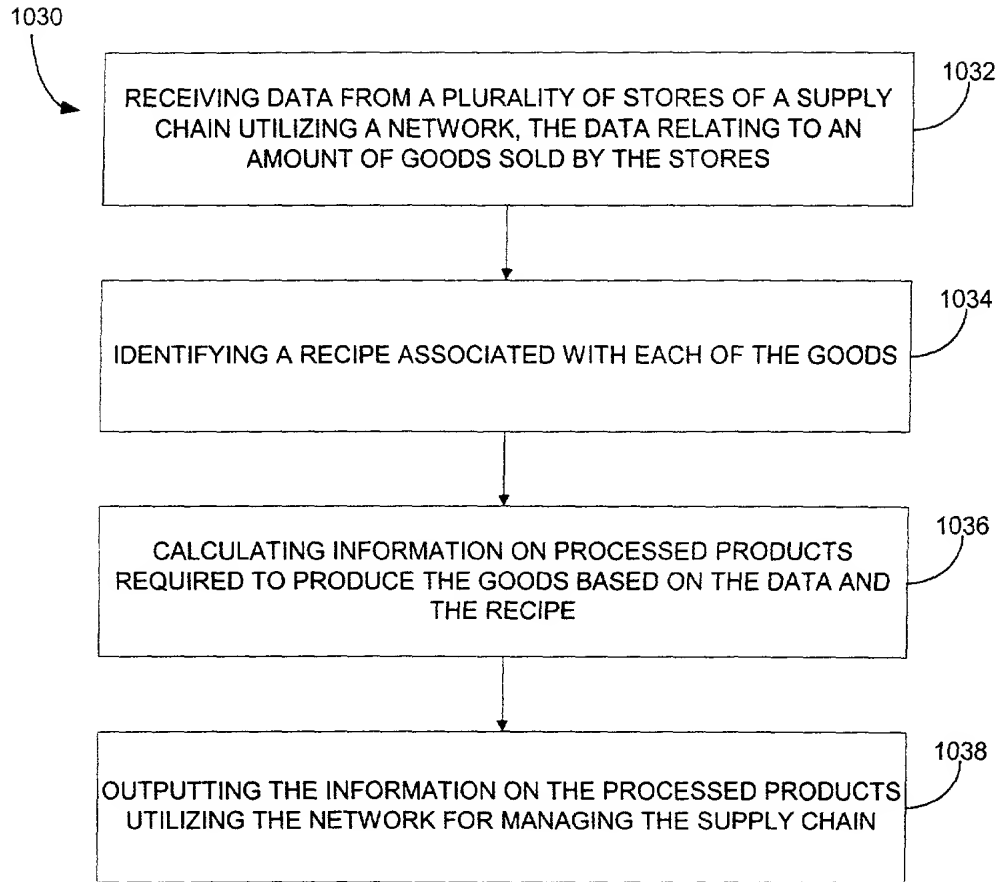 1030
1032
RECEIVING DATA FROM A PLURALITY OF STORES OF A SUPPLY
CHAIN UTILIZING A NETWORK, THE DATA RELATING TO AN
AMOUNT OF GOODS SOLD BY THE STORES
1034
IDENTIFYING A RECIPE ASSOCIATED WITH EACH OF THE GOODS
1036
CALCULATING INFORMATION ON PROCESSED PRODUCTS
REQUIRED TO PRODUCE THE GOODS BASED ON THE DATA AND
THE RECIPE
1038
OUTPUTTING THE INFORMATION ON THE PROCESSED PRODUCTS
UTILIZING THE NETWORK FOR MANAGING THE SUPPLY CHAIN